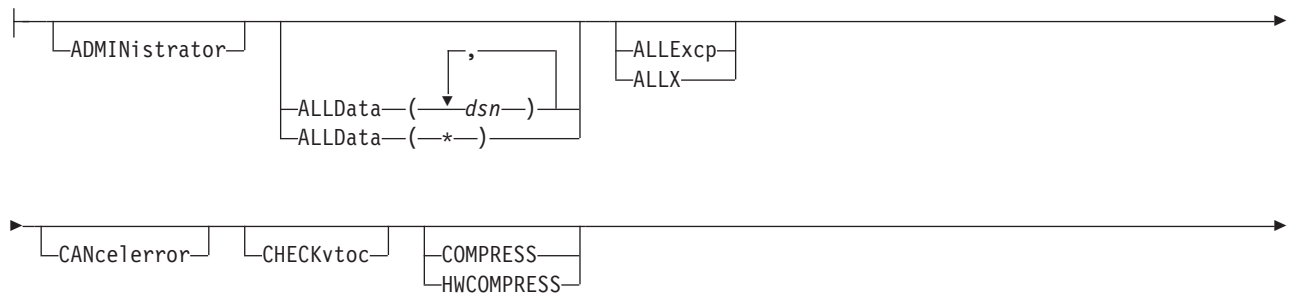 ADMINistrator
ALLData ( dsn )
,
ALLData ( * )
ALLExcp
ALLX
CANcelerror
CHECKvtoc
COMPRESS
HWCOMPRESS